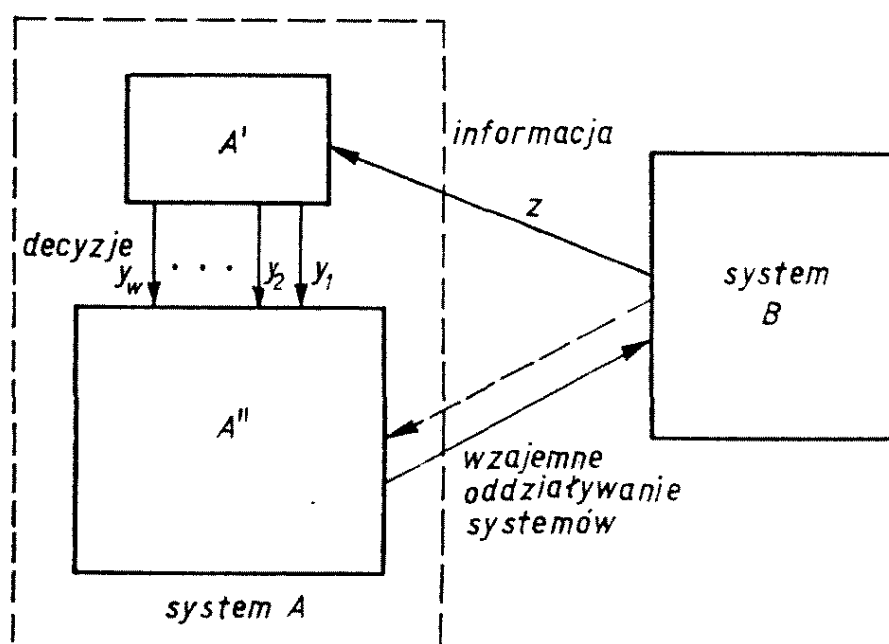 A'
informacja
z
decyzje
y_w . . . y_2 y_1
system
B
A"
wzajemne
oddziaływanie
systemów
system A